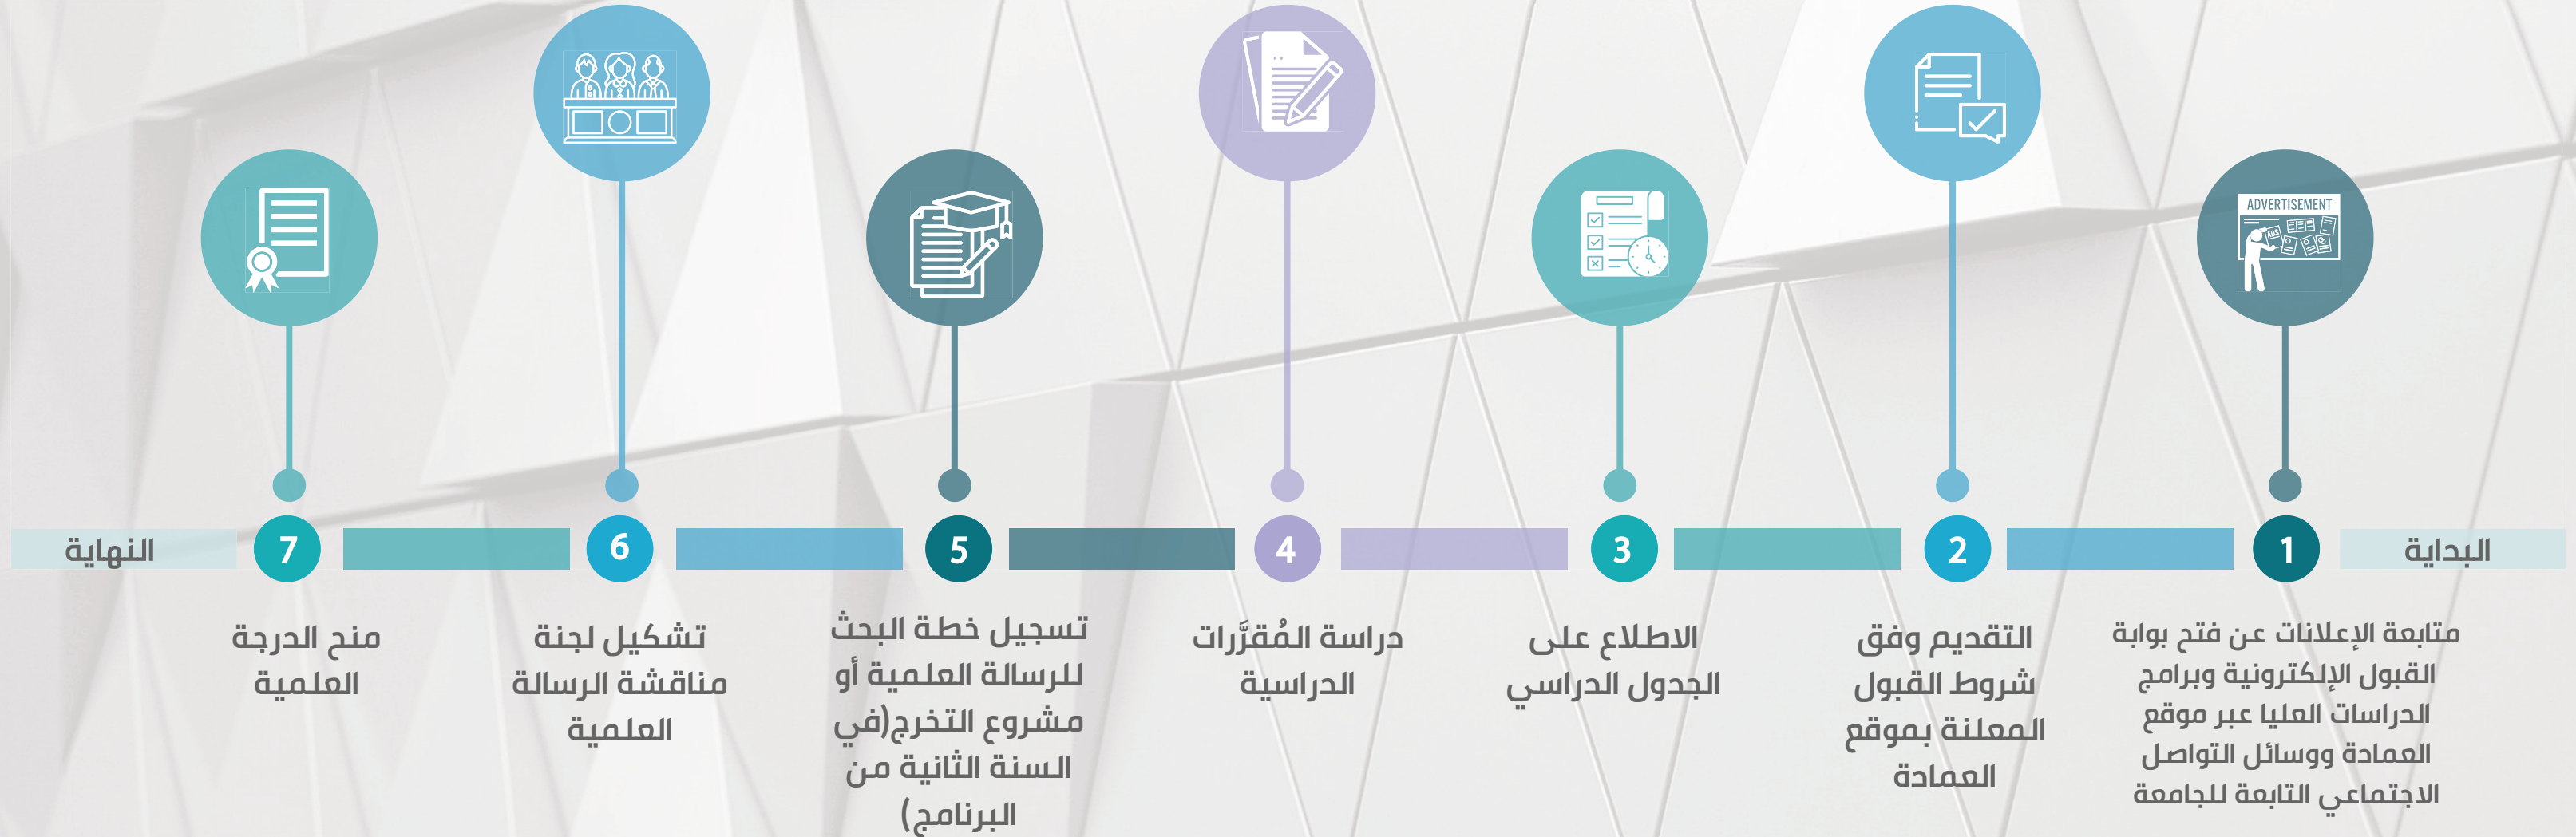 ADVERTISEMENT
ADS
البداية
1
متابعة الإعلانات عن فتح بوابة
القبول الإلكترونية وبرامج
الدراسات العليا عبر موقع
العمادة ووسائل التواصل
الاجتماعي التابعة للجامعة
2
التقديم وفق
شروط القبول
المعلنة بموقع
العمادة
3
الاطلاع على
الجدول الدراسي
4
دراسة المُقرَّرات
الدراسية
5
تسجيل خطة البحث
للرسالة العلمية أو
مشروع التخرج(في
السنة الثانية من
البرنامج)
6
تشكيل لجنة
مناقشة الرسالة
العلمية
7
منح الدرجة
العلمية
النهاية